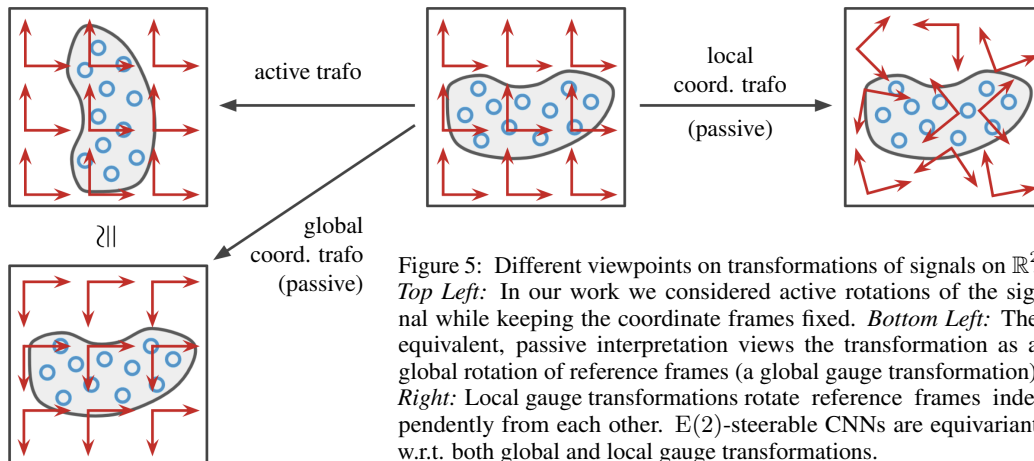 active trafo
local
coord. trafo
(passive)
≃
global
coord. trafo
(passive)
Figure 5: Different viewpoints on transformations of signals on ℝ²
Top Left: In our work we considered active rotations of the sig-
nal while keeping the coordinate frames fixed. Bottom Left: The
equivalent, passive interpretation views the transformation as a
global rotation of reference frames (a global gauge transformation)
Right: Local gauge transformations rotate reference frames inde-
pendently from each other. E(2)-steerable CNNs are equivariant
w.r.t. both global and local gauge transformations.